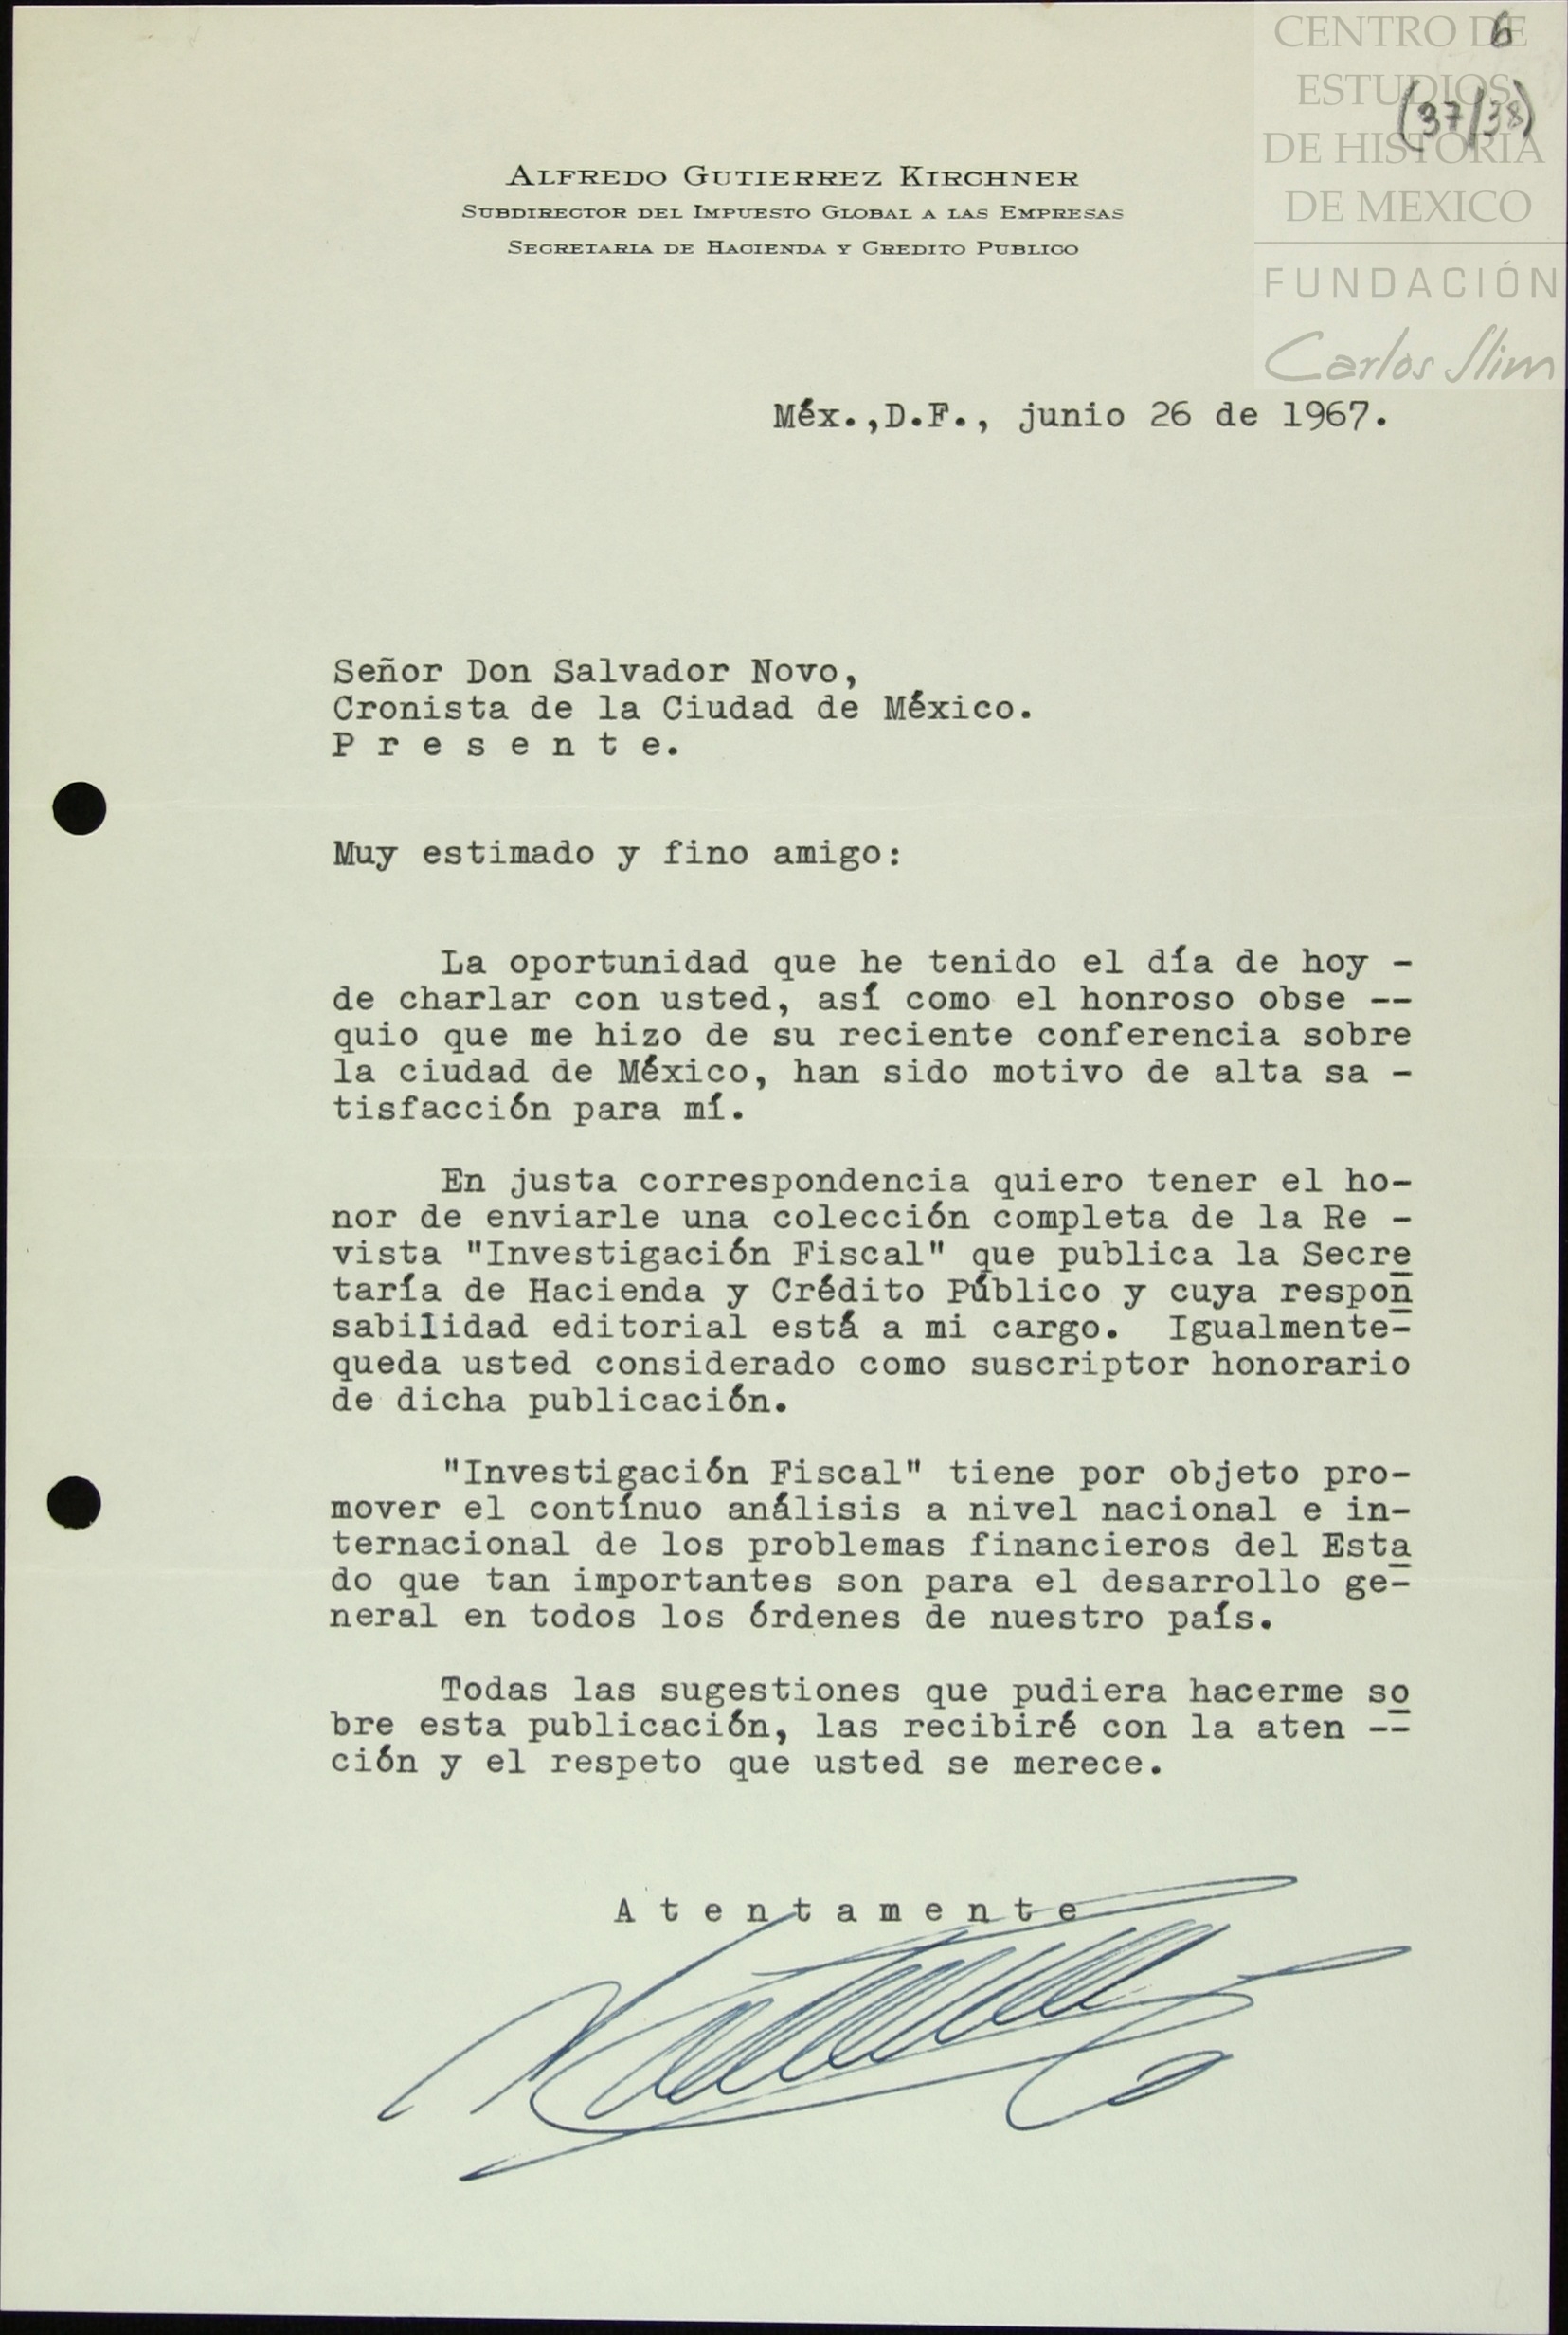 6
(37/38)
CENTRO DE
ESTUDIOS
DE HISTORIA
DE MEXICO
FUNDACIÓN
Carlos Slim
ALFREDO GUTIERREZ KIRCHNER
SUBDIRECTOR DEL IMPUESTO GLOBAL A LAS EMPRESAS
SECRETARIA DE HACIENDA Y CREDITO PUBLICO
Méx.,D.F., junio 26 de 1967.
Señor Don Salvador Novo,
Cronista de la Ciudad de México.
P r e s e n t e.
Muy estimado y fino amigo:
La oportunidad que he tenido el día de hoy -
de charlar con usted, así como el honroso obse --
quio que me hizo de su reciente conferencia sobre
la ciudad de México, han sido motivo de alta sa -
tisfacción para mí.
En justa correspondencia quiero tener el ho-
nor de enviarle una colección completa de la Re -
vista "Investigación Fiscal" que publica la Secre
taría de Hacienda y Crédito Público y cuya respon
sabilidad editorial está a mi cargo. Igualmente-
queda usted considerado como suscriptor honorario
de dicha publicación.
"Investigación Fiscal" tiene por objeto pro-
mover el contínuo análisis a nivel nacional e in-
ternacional de los problemas financieros del Esta
do que tan importantes son para el desarrollo ge-
neral en todos los órdenes de nuestro país.
Todas las sugestiones que pudiera hacerme so
bre esta publicación, las recibiré con la aten --
ción y el respeto que usted se merece.
A t e n t a m e n t e